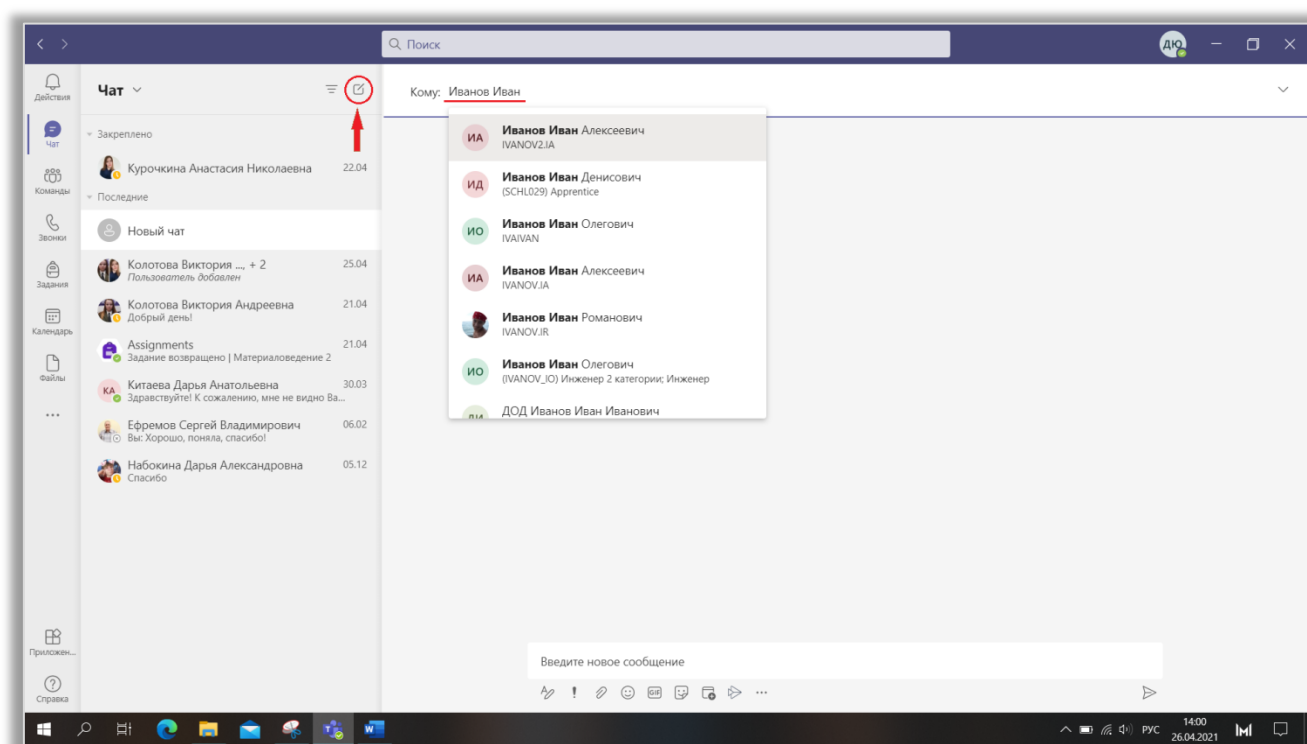 Поиск
ДЮ
Действия
Чат
Команды
Звонки
Задания
Календарь
Файлы
Приложен...
Справка
Чат
Закреплено
Курочкина Анастасия Николаевна 22.04
Последние
Новый чат
Колотова Виктория ..., + 2 25.04
Пользователь добавлен
Колотова Виктория Андреевна 21.04
Добрый день!
Assignments 21.04
Задание возвращено | Материаловедение 2
КА Китаева Дарья Анатольевна 30.03
Здравствуйте! К сожалению, мне не видно Ва...
Ефремов Сергей Владимирович 06.02
Вы: Хорошо, поняла, спасибо!
Набокина Дарья Александровна 05.12
Спасибо
Кому: Иванов Иван
ИА Иванов Иван Алексеевич
IVANOV2.IA
ИД Иванов Иван Денисович
(SCHL029) Apprentice
ИО Иванов Иван Олегович
IVAIVAN
ИА Иванов Иван Алексеевич
IVANOV.IA
Иванов Иван Романович
IVANOV.IR
ИО Иванов Иван Олегович
(IVANOV_IO) Инженер 2 категории; Инженер
ДОД Иванов Иван Иванович
Введите новое сообщение
GIF
РУС
14:00
26.04.2021